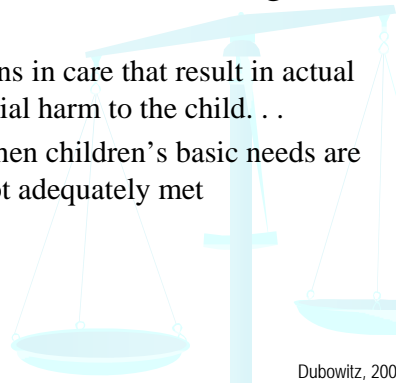 ns in care that result in actual
ial harm to the child. . .
hen children's basic needs are
t adequately met
Dubowitz, 200